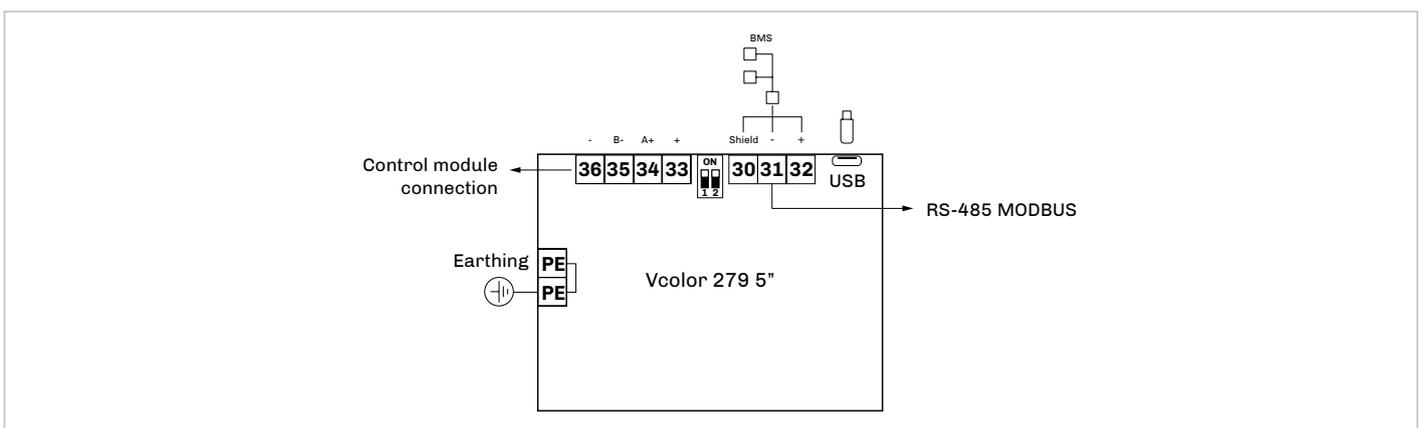 BMS
- B- A+ +
Shield - +
Control module
connection
36 35 34 33
ON
1 2
30 31 32
USB
RS-485 MODBUS
Earthing
PE
PE
Vcolor 279 5”